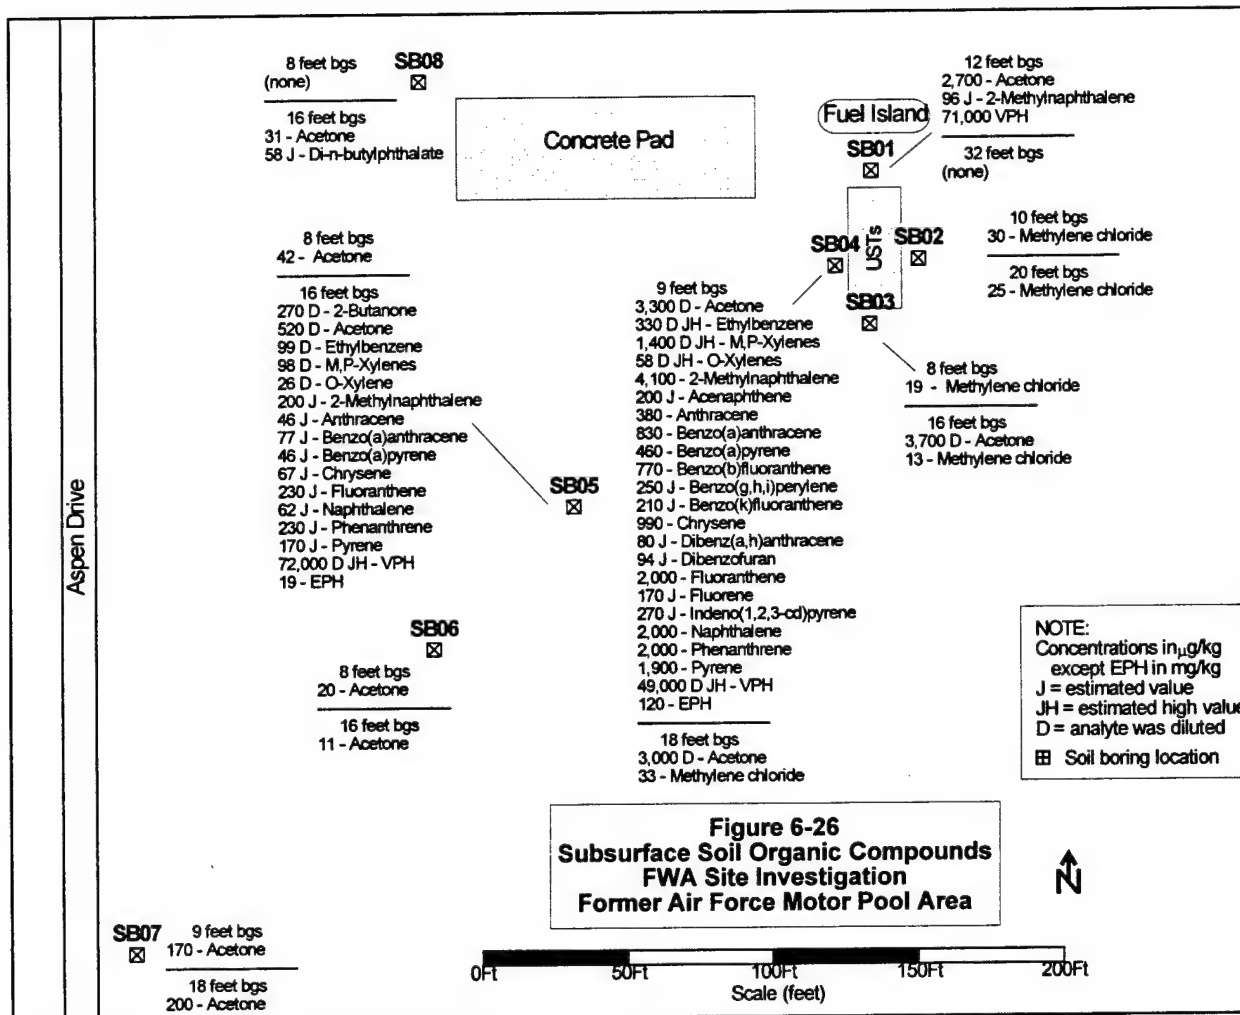 Aspen Drive
SB08
8 feet bgs
(none)
16 feet bgs
31 - Acetone
58 J - Di-n-butylphthalate
Concrete Pad
Fuel Island
12 feet bgs
2,700 - Acetone
96 J - 2-Methylnaphthalene
71,000 VPH
32 feet bgs
(none)
SB01
USTs
SB04
SB02
SB03
10 feet bgs
30 - Methylene chloride
20 feet bgs
25 - Methylene chloride
8 feet bgs
19 - Methylene chloride
16 feet bgs
3,700 D - Acetone
13 - Methylene chloride
8 feet bgs
42 - Acetone
16 feet bgs
270 D - 2-Butanone
520 D - Acetone
99 D - Ethylbenzene
98 D - M,P-Xylenes
26 D - O-Xylene
200 J - 2-Methylnaphthalene
46 J - Anthracene
77 J - Benzo(a)anthracene
46 J - Benzo(a)pyrene
67 J - Chrysene
230 J - Fluoranthene
62 J - Naphthalene
230 J - Phenanthrene
170 J - Pyrene
72,000 D JH - VPH
19 - EPH
SB05
9 feet bgs
3,300 D - Acetone
330 D JH - Ethylbenzene
1,400 D JH - M,P-Xylenes
58 D JH - O-Xylenes
4,100 - 2-Methylnaphthalene
200 J - Acenaphthene
380 - Anthracene
830 - Benzo(a)anthracene
460 - Benzo(a)pyrene
770 - Benzo(b)fluoranthene
250 J - Benzo(g,h,i)perylene
210 J - Benzo(k)fluoranthene
990 - Chrysene
80 J - Dibenz(a,h)anthracene
94 J - Dibenzofuran
2,000 - Fluoranthene
170 J - Fluorene
270 J - Indeno(1,2,3-cd)pyrene
2,000 - Naphthalene
2,000 - Phenanthrene
1,900 - Pyrene
49,000 D JH - VPH
120 - EPH
18 feet bgs
3,000 D - Acetone
33 - Methylene chloride
SB06
8 feet bgs
20 - Acetone
16 feet bgs
11 - Acetone
NOTE:
Concentrations in µg/kg
except EPH in mg/kg
J = estimated value
JH = estimated high value
D = analyte was diluted
Soil boring location
Figure 6-26
Subsurface Soil Organic Compounds
FWA Site Investigation
Former Air Force Motor Pool Area
N
SB07
9 feet bgs
170 - Acetone
18 feet bgs
200 - Acetone
0Ft 50Ft 100Ft 150Ft 200Ft
Scale (feet)